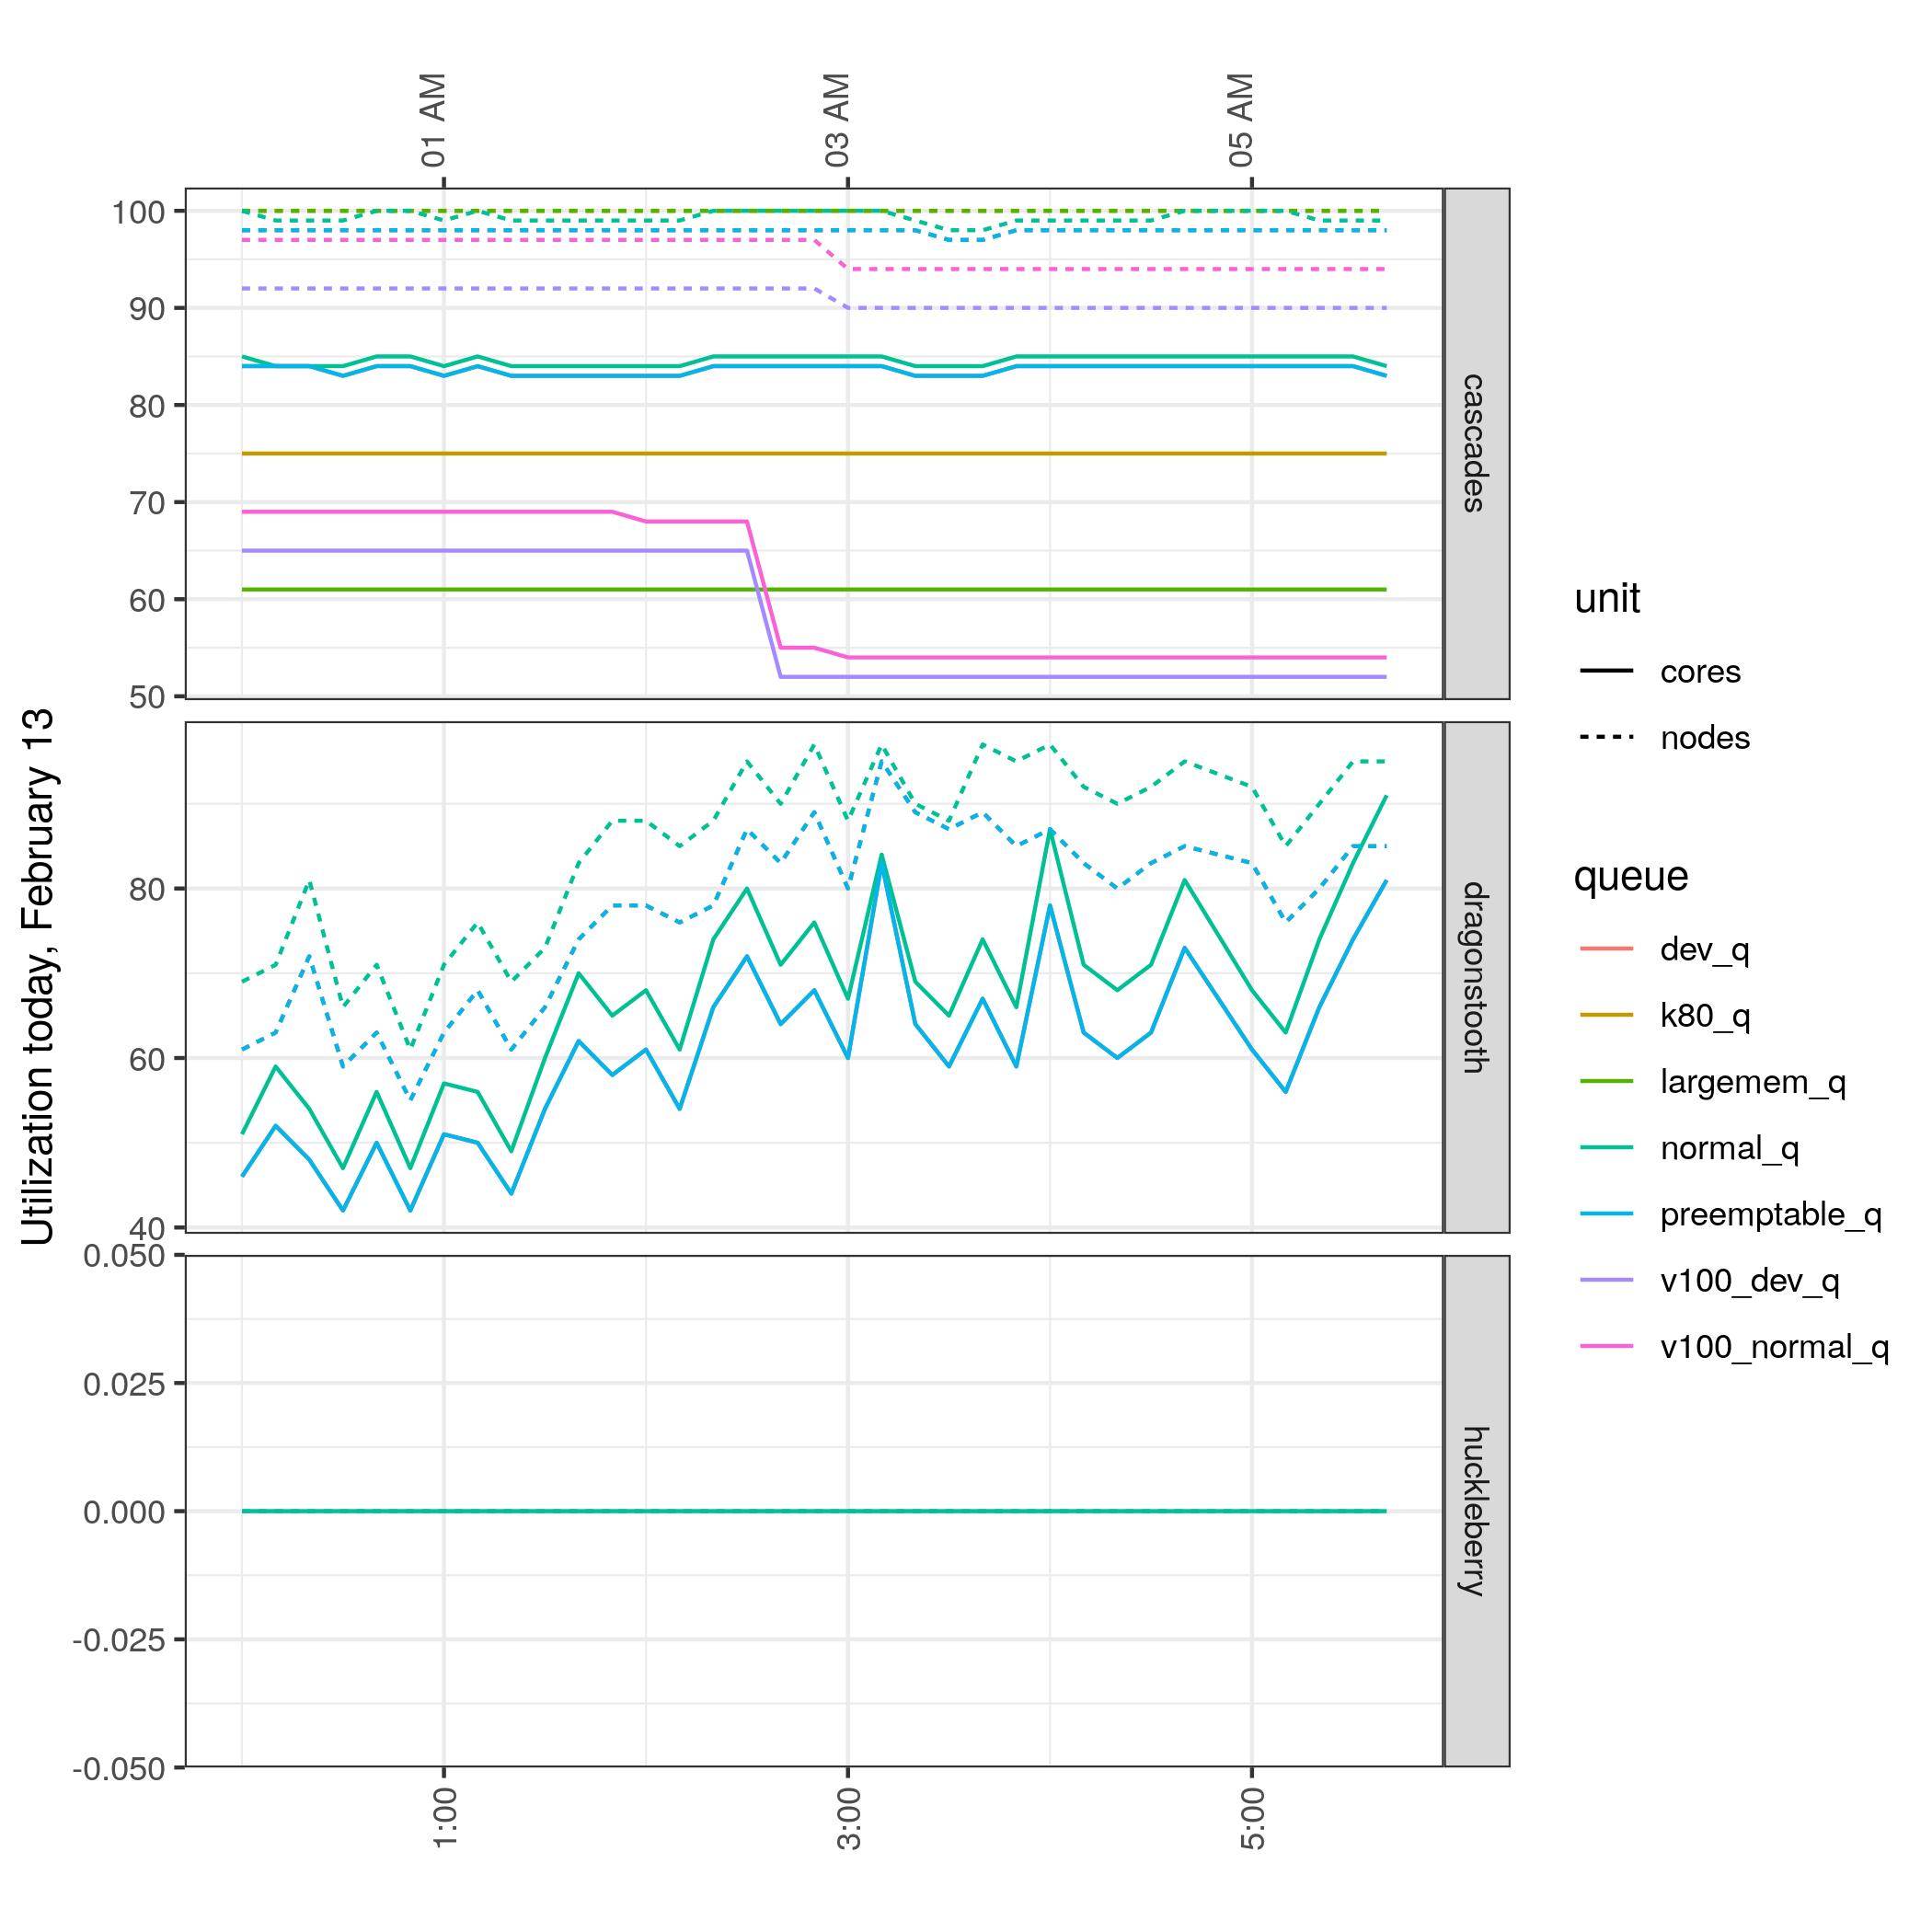 01 AM
03 AM
05 AM
100
90
80
70
60
50
cascades
80
60
40
dragonstooth
0.050
0.025
0.000
-0.025
-0.050
huckleberry
1:00
3:00
5:00
Utilization today, February 13
unit
cores
nodes
queue
dev_q
k80_q
largemem_q
normal_q
preemptable_q
v100_dev_q
v100_normal_q